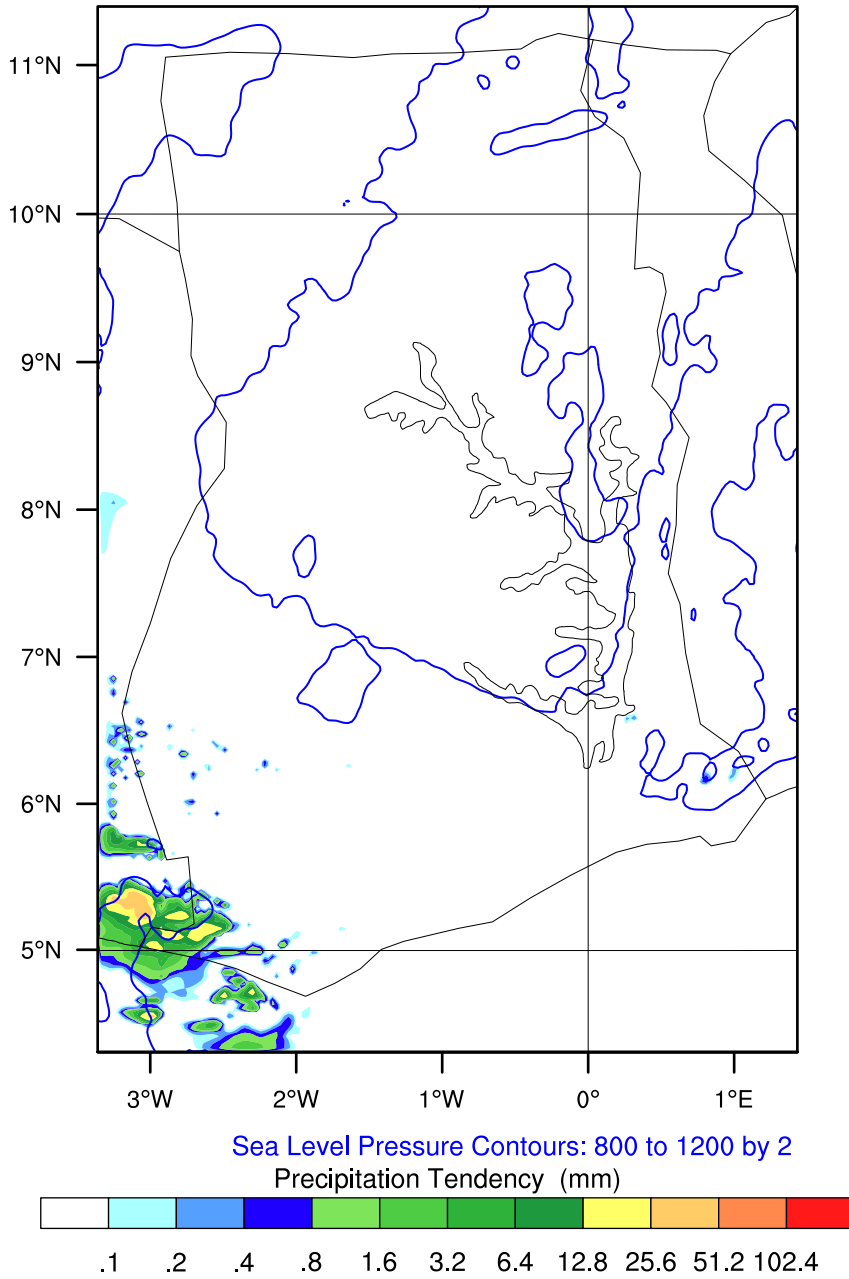 11°N
10°N
9°N
8°N
7°N
6°N
5°N
3°W 2°W 1°W 0° 1°E
Sea Level Pressure Contours: 800 to 1200 by 2
Precipitation Tendency (mm)
.1 .2 .4 .8 1.6 3.2 6.4 12.8 25.6 51.2 102.4